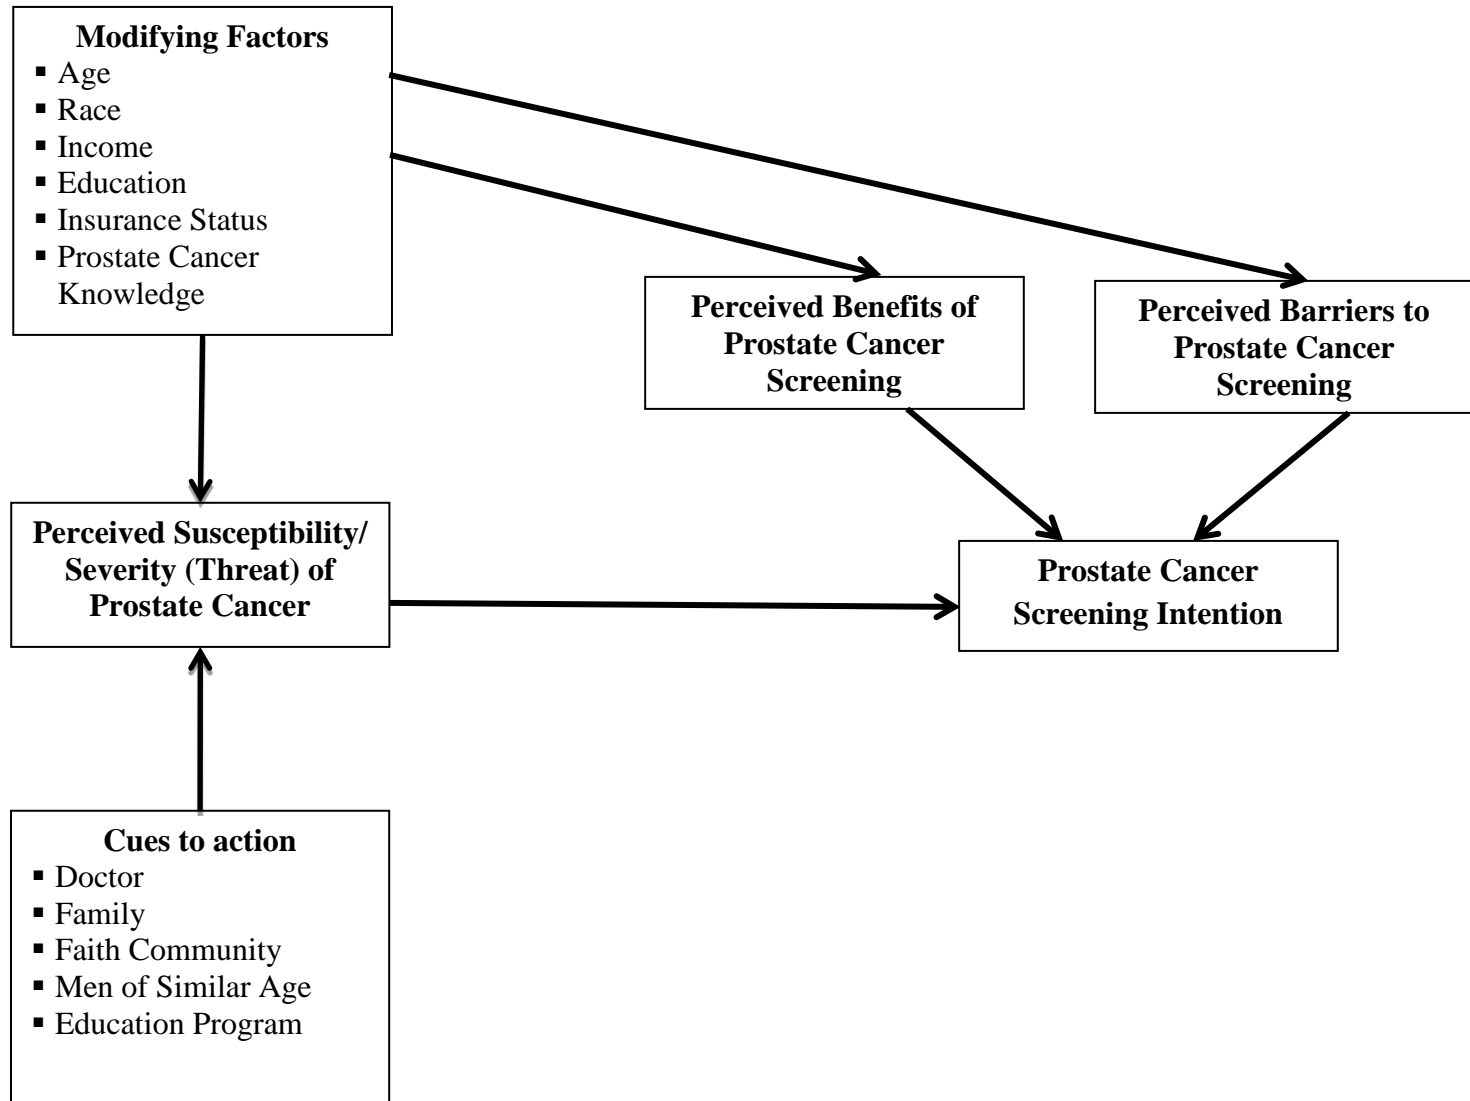 Modifying Factors
▪ Age
▪ Race
▪ Income
▪ Education
▪ Insurance Status
▪ Prostate Cancer
Knowledge
Perceived Benefits of
Prostate Cancer
Screening
Perceived Barriers to
Prostate Cancer
Screening
Perceived Susceptibility/
Severity (Threat) of
Prostate Cancer
Prostate Cancer
Screening Intention
Cues to action
▪ Doctor
▪ Family
▪ Faith Community
▪ Men of Similar Age
▪ Education Program